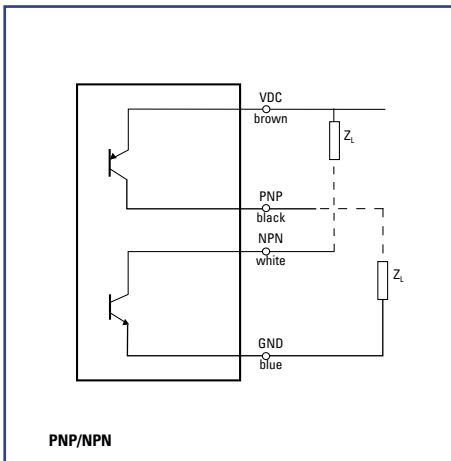 VDC
brown
Z_L
PNP
black
NPN
white
Z_L
GND
blue
PNP/NPN